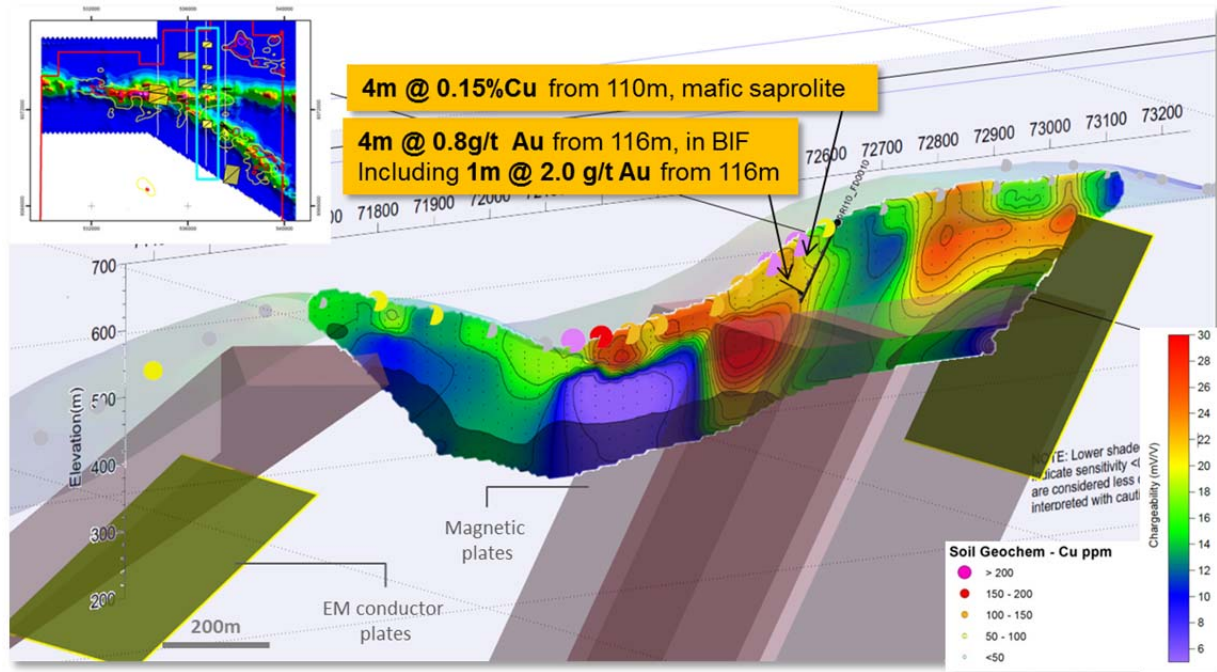 4m @ 0.15%Cu from 110m, mafic saprolite
4m @ 0.8g/t Au from 116m, in BIF
Including 1m @ 2.0 g/t Au from 116m
71800 71900 72000 72600 72700 72800 72900 73000 73100 73200
Elevation(m)
700
600
500
400
300
200
Magnetic
plates
EM conductor
plates
200m
NOTE: Lower shade
indicate sensitivity
are considered less
interpreted with cauti
Chargeability (mV/V)
30
28
26
24
22
20
18
16
14
12
10
8
6
Soil Geochem - Cu ppm
> 200
150 - 200
100 - 150
50 - 100
<50